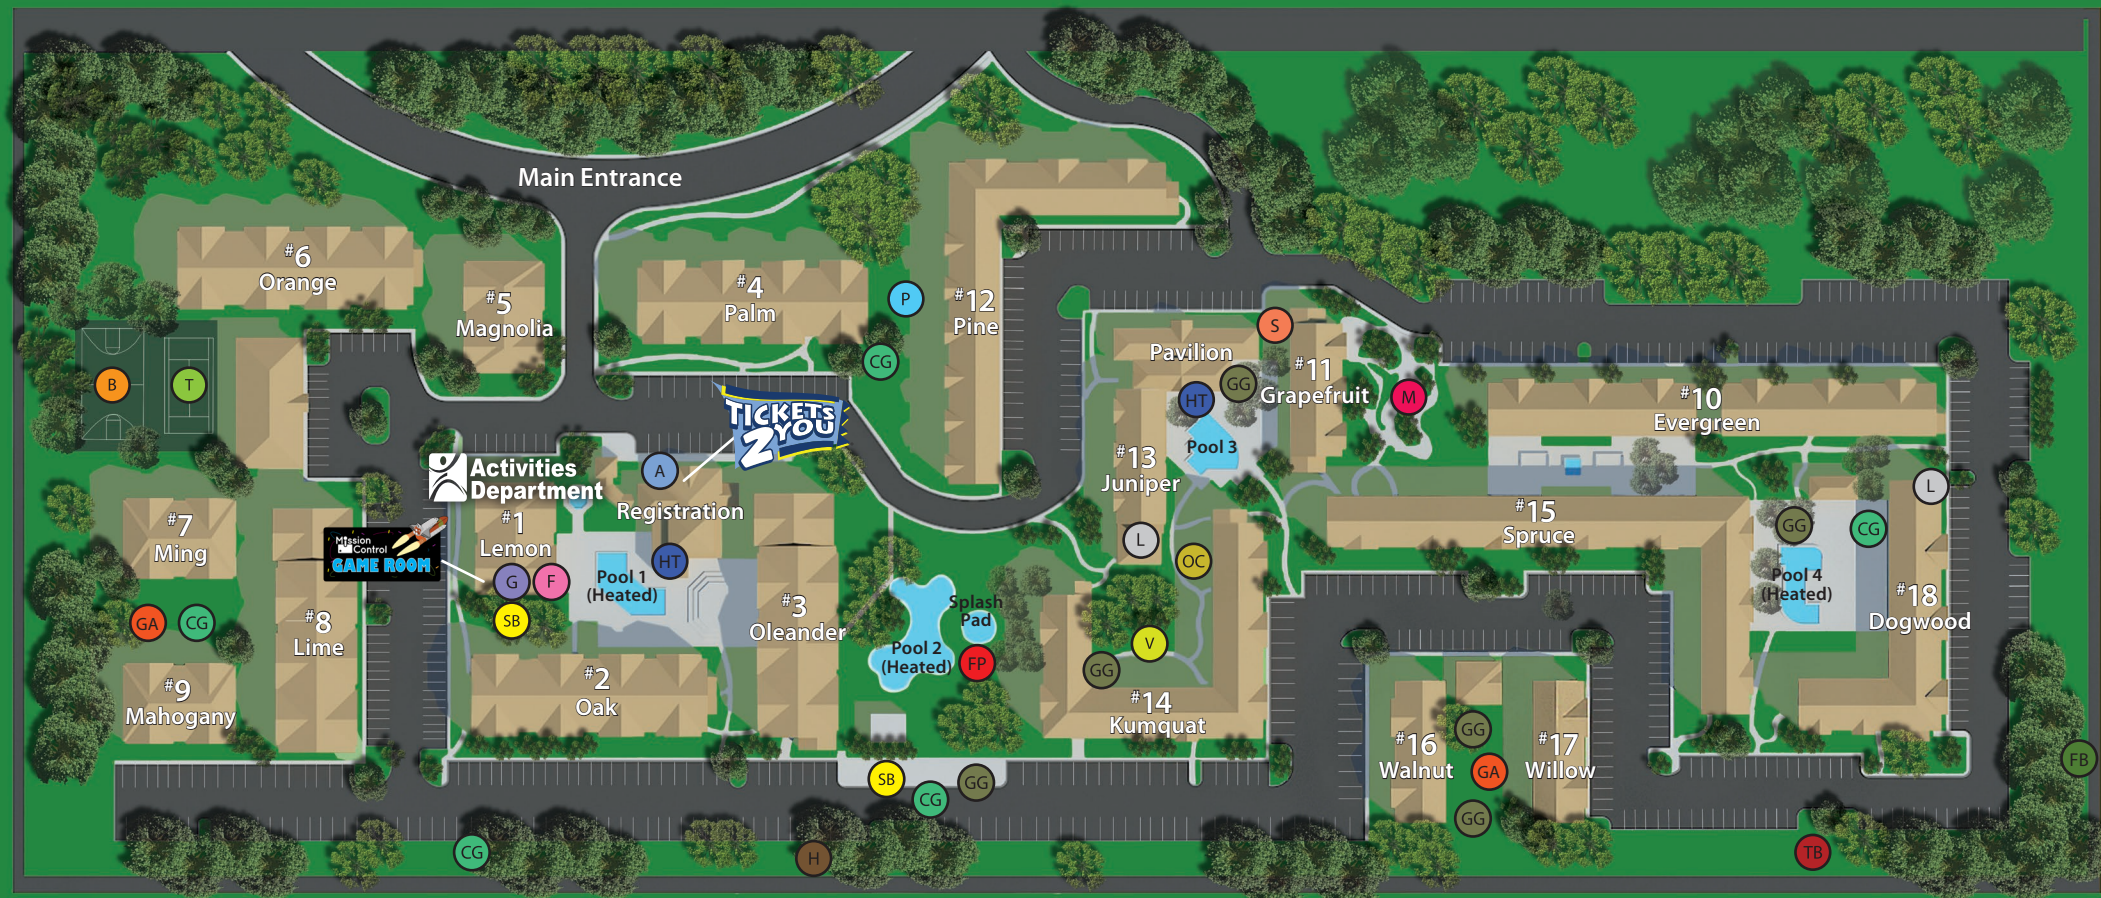 Main Entrance
#6
Orange
#5
Magnolia
#4
Palm
P
CG
#12
Pine
S
Pavilion
#11
Grapefruit
GG
HT
M
#10
Evergreen
B
T
TICKETS
2 YOU
Pool 3
#13
Juniper
Activities
Department
A
Registration
L
#7
Ming
Mission
Control
GAME ROOM
#1
Lemon
G
F
SB
HT
Pool 1
(Heated)
#15
Spruce
GG
CG
L
OC
Pool 4
(Heated)
#18
Dogwood
GA
CG
#8
Lime
#3
Oleander
Splash
Pad
Pool 2
(Heated)
FP
V
GG
#9
Mahogany
#2
Oak
#14
Kumquat
GG
#16
Walnut
GA
#17
Willow
GG
FB
SB
CG
GG
CG
H
TB